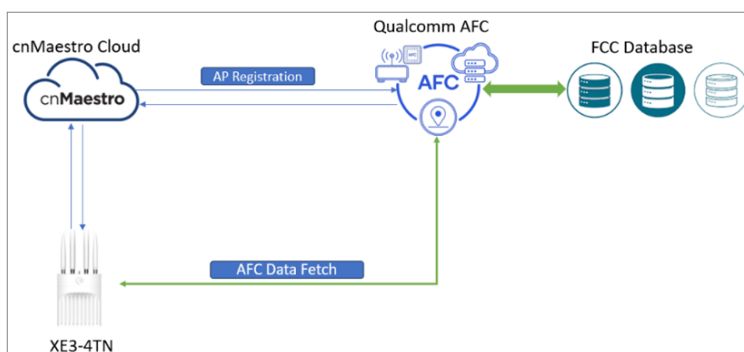 Qualcomm AFC
cnMaestro Cloud
FCC Database
AP Registration
AFC
cnMaestro
AFC Data Fetch
XE3-4TN